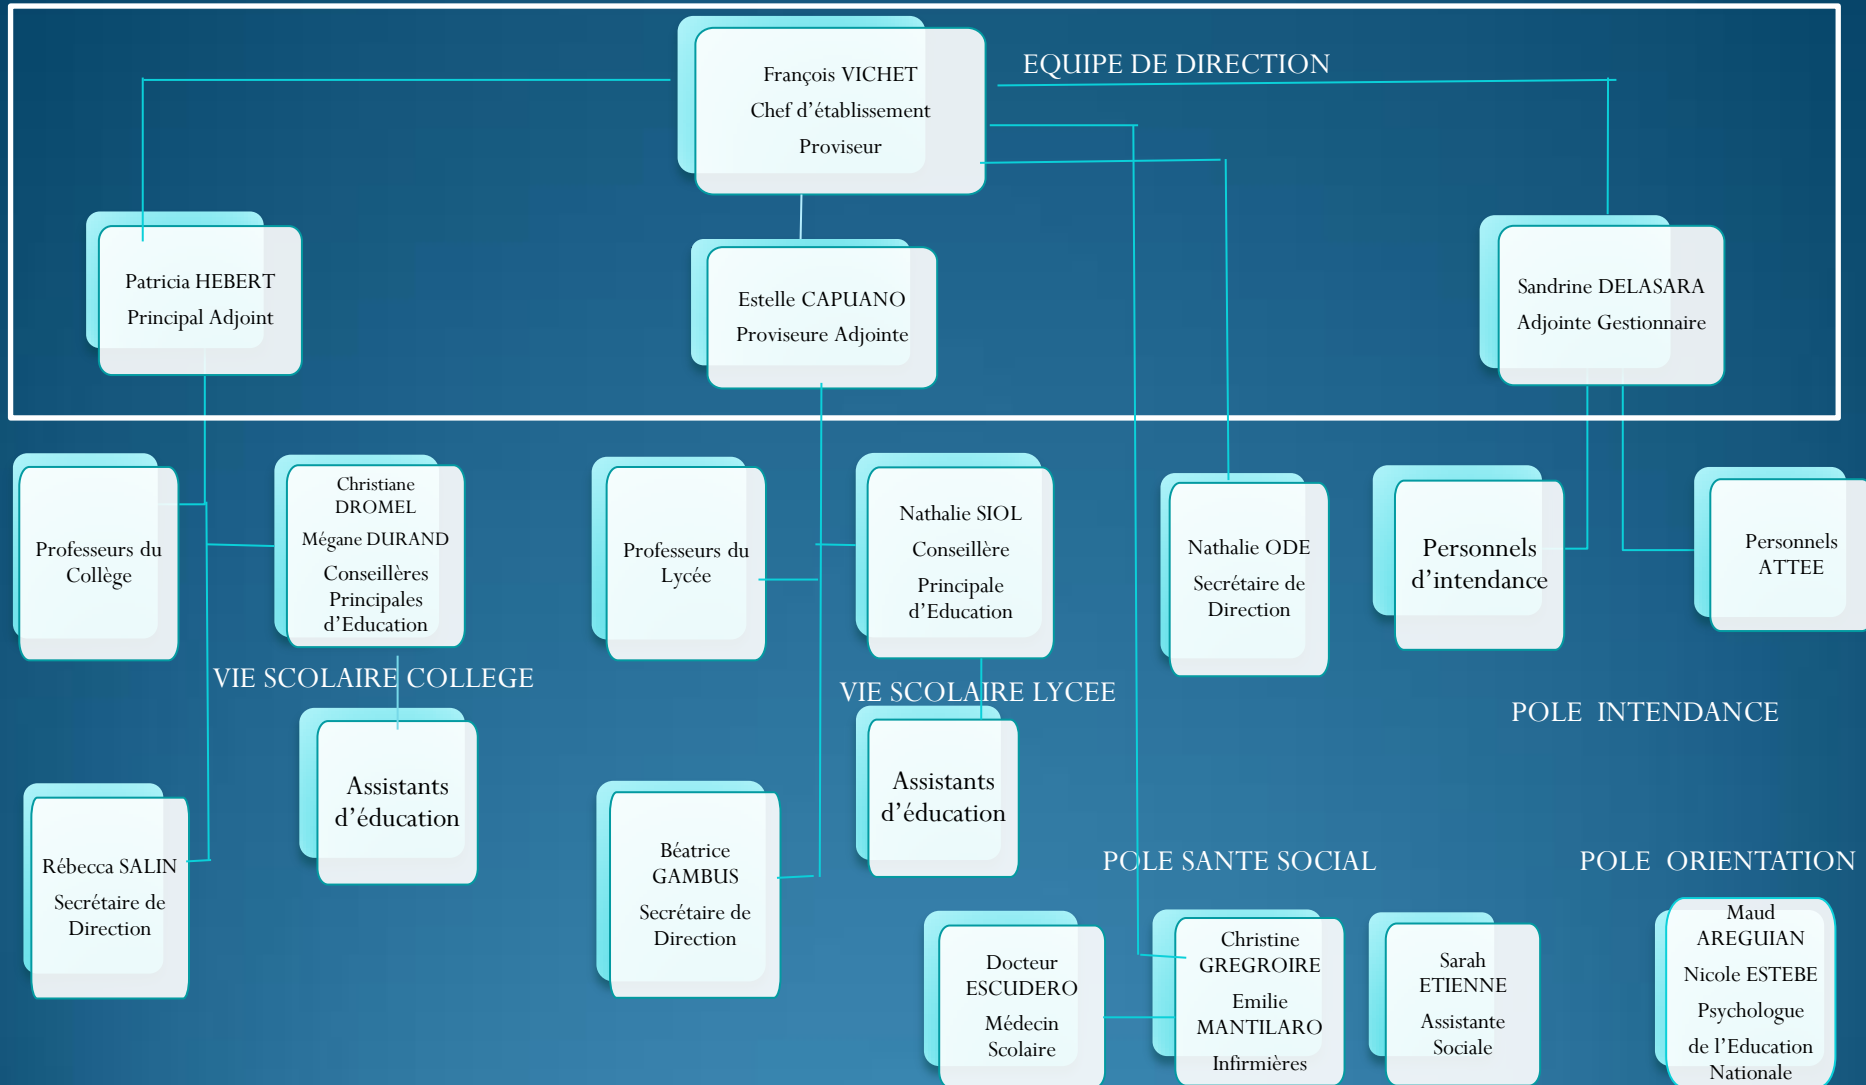 EQUIPE DE DIRECTION
François VICHET
Chef d’établissement
Proviseur
Patricia HEBERT
Principal Adjoint
Estelle CAPUANO
Proviseure Adjointe
Sandrine DELASARA
Adjointe Gestionnaire
Professeurs du
Collège
Christiane
DROMEL
Mégane DURAND
Conseillères
Principales
d’Education
Professeurs du
Lycée
Nathalie SIOL
Conseillère
Principale
d’Education
Nathalie ODE
Secrétaire de
Direction
Personnels
d’intendance
Personnels
ATTEE
VIE SCOLAIRE COLLEGE
VIE SCOLAIRE LYCEE
POLE INTENDANCE
Rébecca SALIN
Secrétaire de
Direction
Assistants
d’éducation
Béatrice
GAMBUS
Secrétaire de
Direction
Assistants
d’éducation
POLE SANTE SOCIAL
POLE ORIENTATION
Docteur
ESCUDERO
Médecin
Scolaire
Christine
GREGROIRE
Emilie
MANTILARO
Infirmières
Sarah
ETIENNE
Assistante
Sociale
Maud
AREGUIAN
Nicole ESTEBE
Psychologue
de l’Education
Nationale